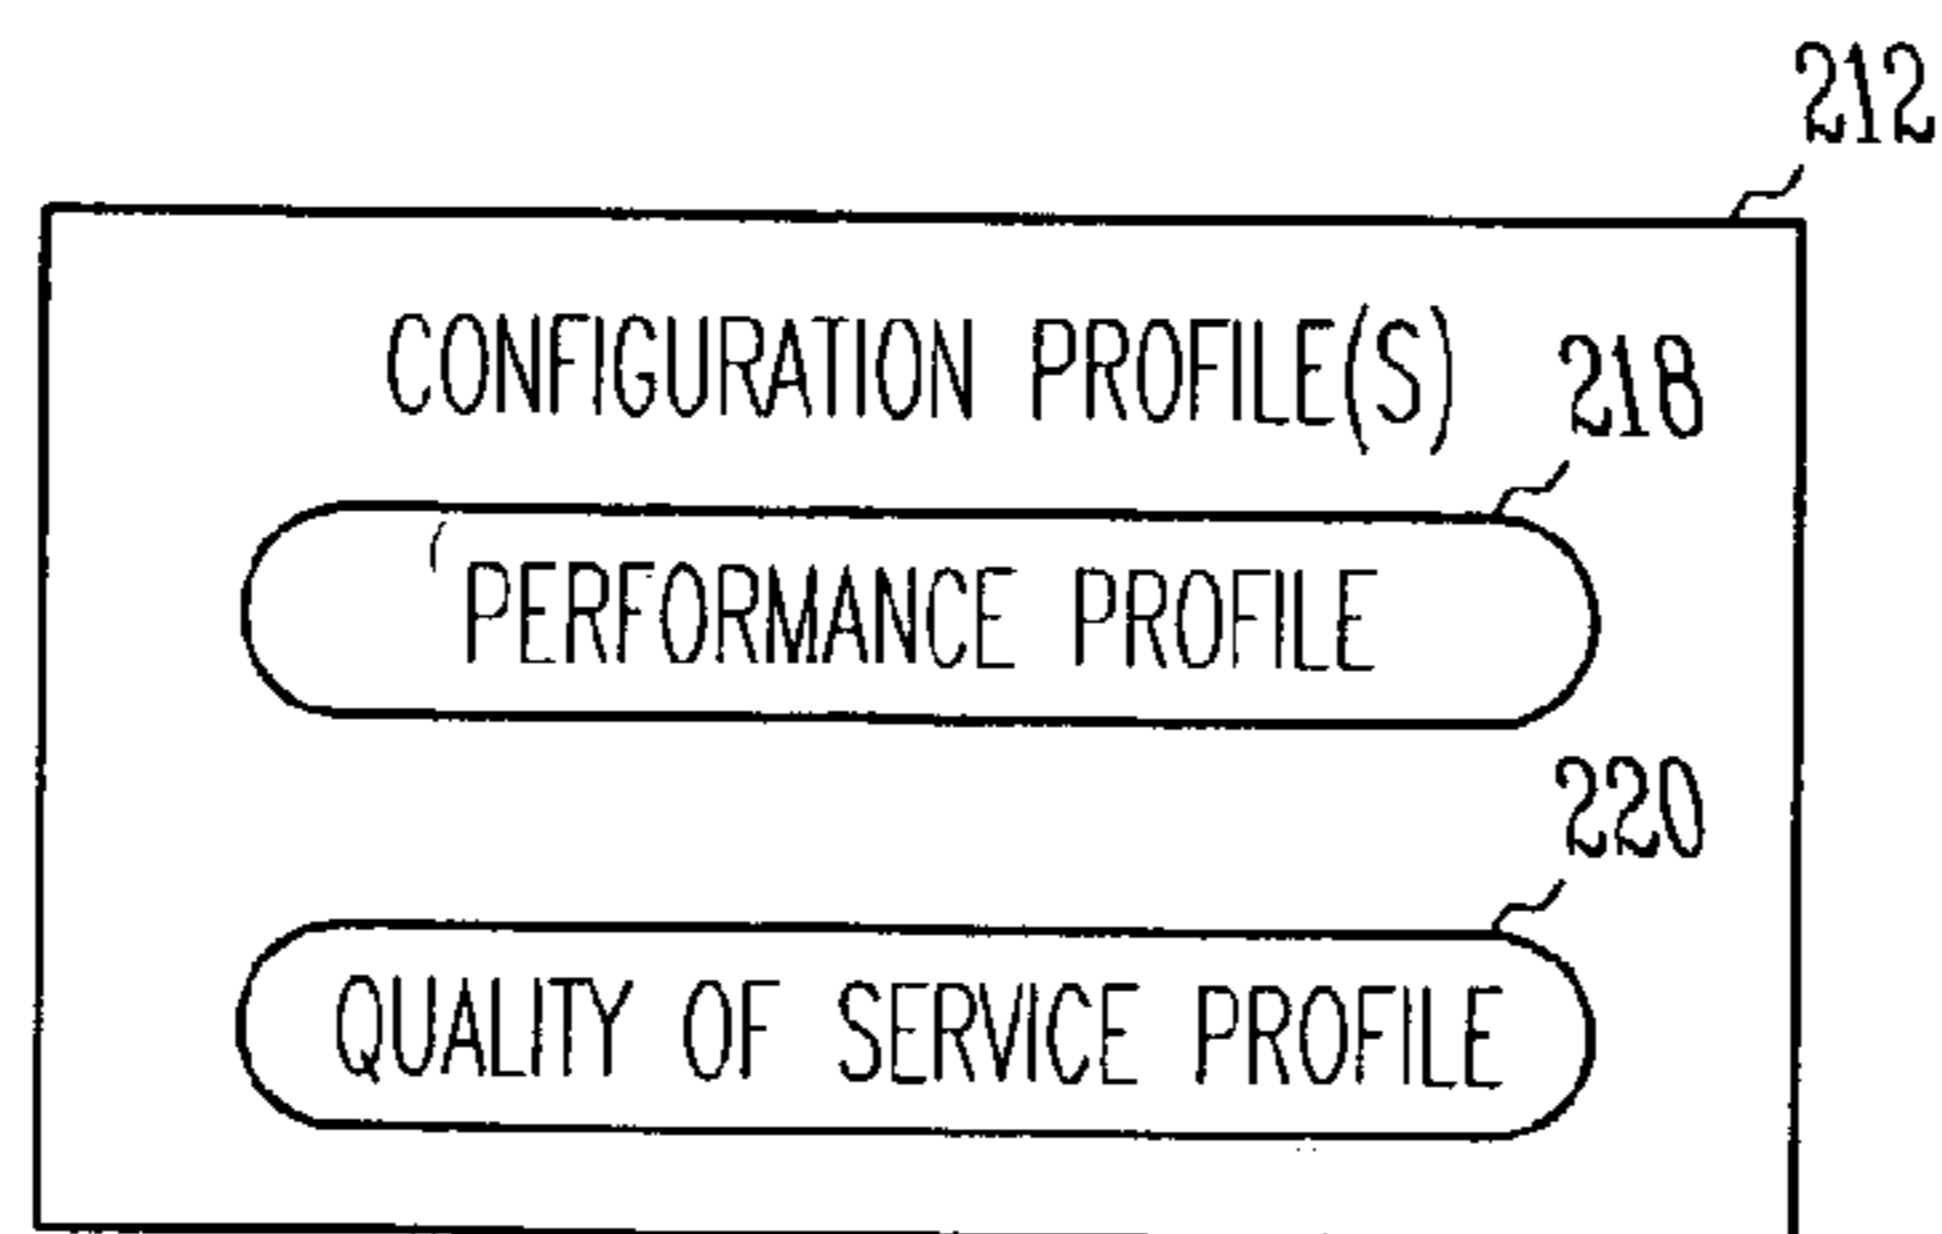 212
CONFIGURATION PROFILE(S)
218
PERFORMANCE PROFILE
220
QUALITY OF SERVICE PROFILE